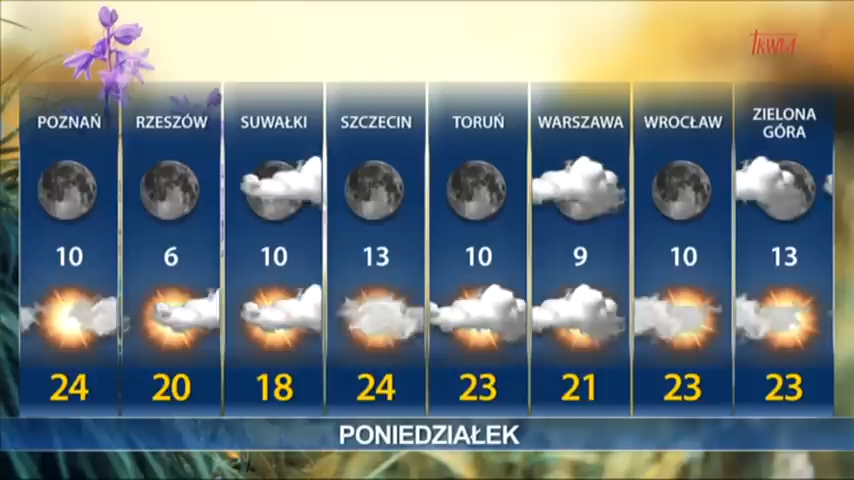 TRWAM
POZNAŃ
RZESZÓW
SUWAŁKI
SZCZECIN
TORUŃ
WARSZAWA
WROCŁAW
ZIELONA
GÓRA
10 6 10 13 10 9 10 13
24 20 18 24 23 21 23 23
PONIEDZIAŁEK